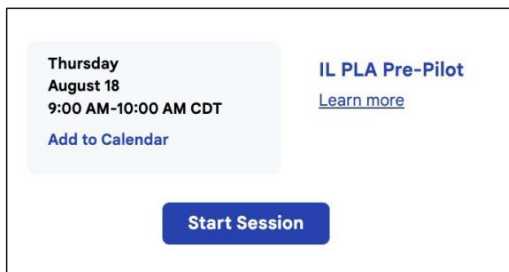 Thursday
August 18
9:00 AM-10:00 AM CDT
Add to Calendar
IL PLA Pre-Pilot
Learn more
Start Session